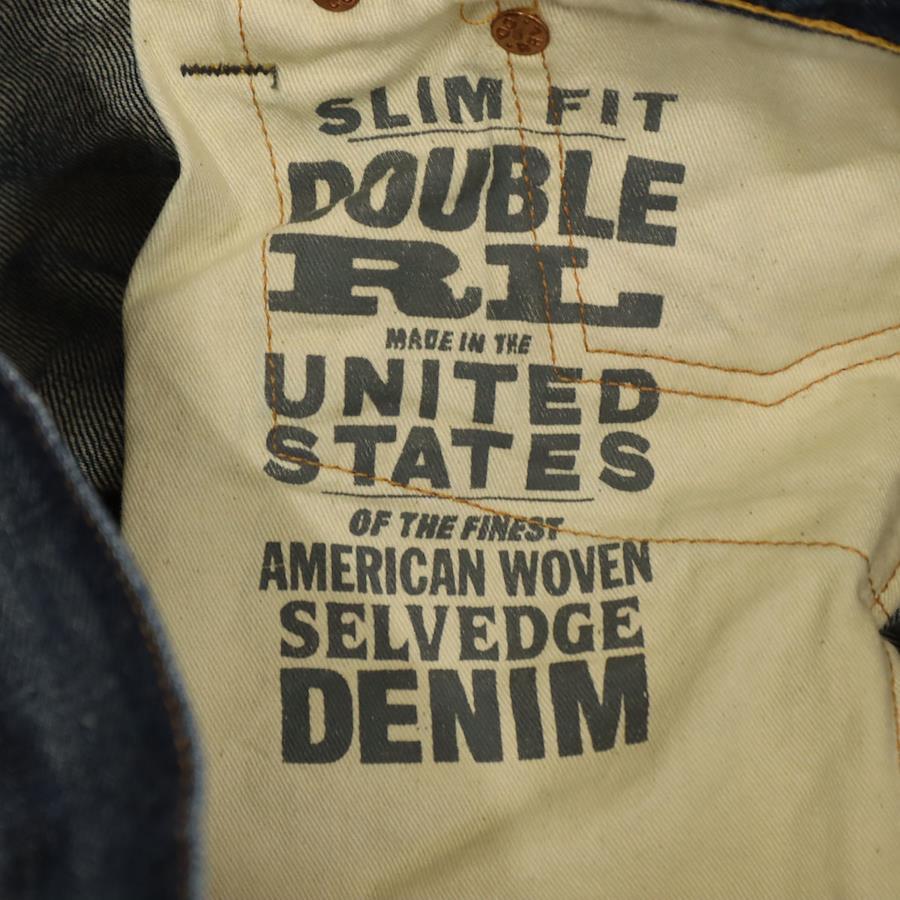 SLIM FIT
DOUBLE
RL
MADE IN THE
UNITED
STATES
OF THE FINEST
AMERICAN WOVEN
SELVEDGE
DENIM